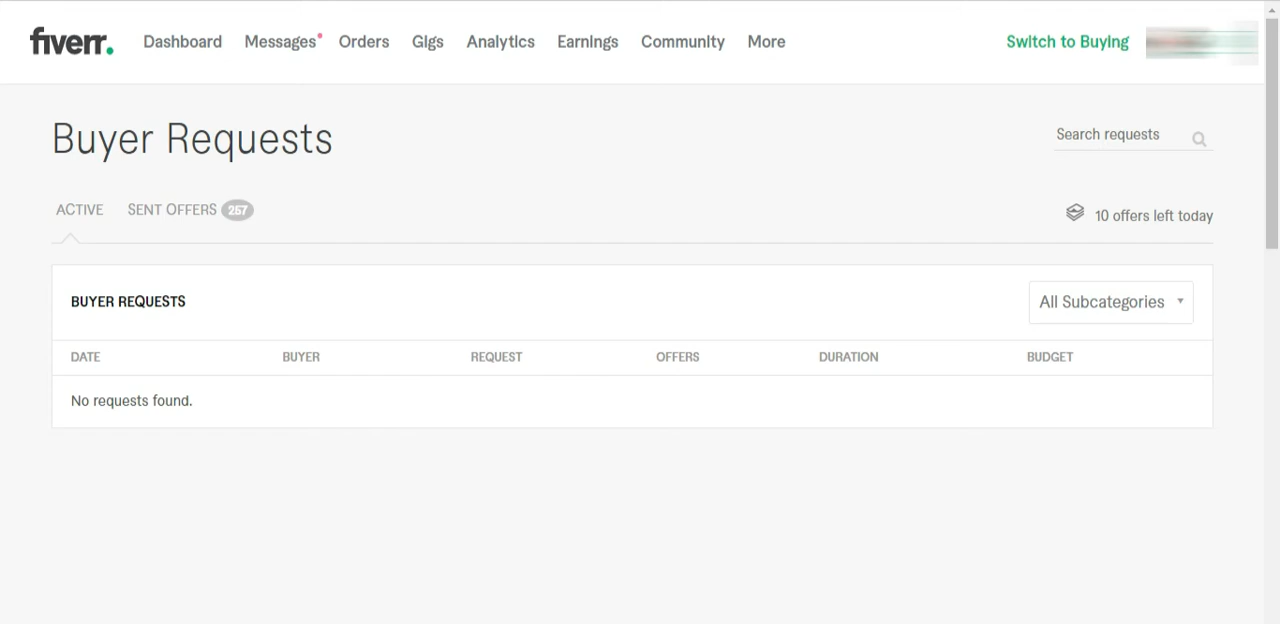 fiverr. Dashboard Messages Orders Gigs Analytics Earnings Community More Switch to Buying
Buyer Requests
Search requests
ACTIVE SENT OFFERS 257
10 offers left today
BUYER REQUESTS All Subcategories
DATE BUYER REQUEST OFFERS DURATION BUDGET
No requests found.